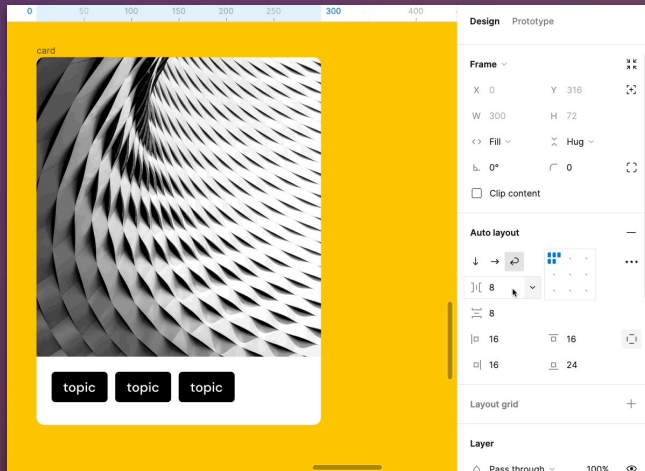 0 50 100 150 200 250 300 400
card
topic topic topic
Design Prototype
Frame
X 0 Y 316
W 300 H 72
Fill Hug
0° 0
Clip content
Auto layout
8
8
16 16
16 24
Layout grid
Layer
Pass through 100%